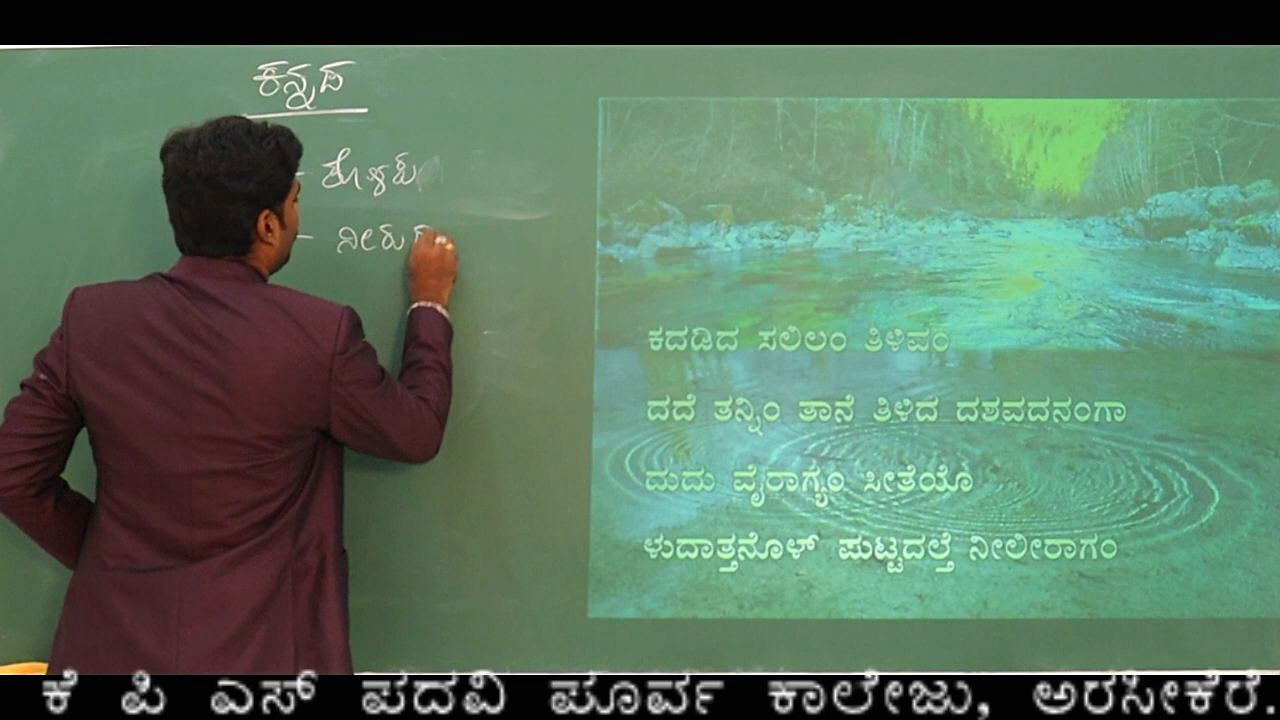 ಕನ್ನಡ
- ನೀರು
ಕದಡಿದ ಸಲಿಲಂ ತಿಳಿವಂ
ದದೆ ತನ್ನಿಂ ತಾನೆ ತಿಳಿದ ದಶವದನಂಗಾ
ದುದು ವೈರಾಗ್ಯಂ ಸೀತೆಯೊ
ಳುದಾತ್ತನೊಳ್ ಪುಟ್ಟದಲ್ತೆ ನೀಲೀರಾಗಂ
ಕೆ ಪಿ ಎಸ್ ಪದವಿ ಪೂರ್ವ ಕಾಲೇಜು, ಅರಸೀಕೆರೆ.